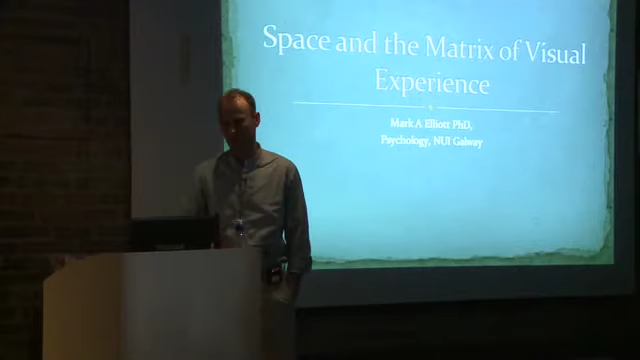 Space and the Matrix of Visual
Experience
Mark A Elliott PhD,
Psychology, NUI Galway